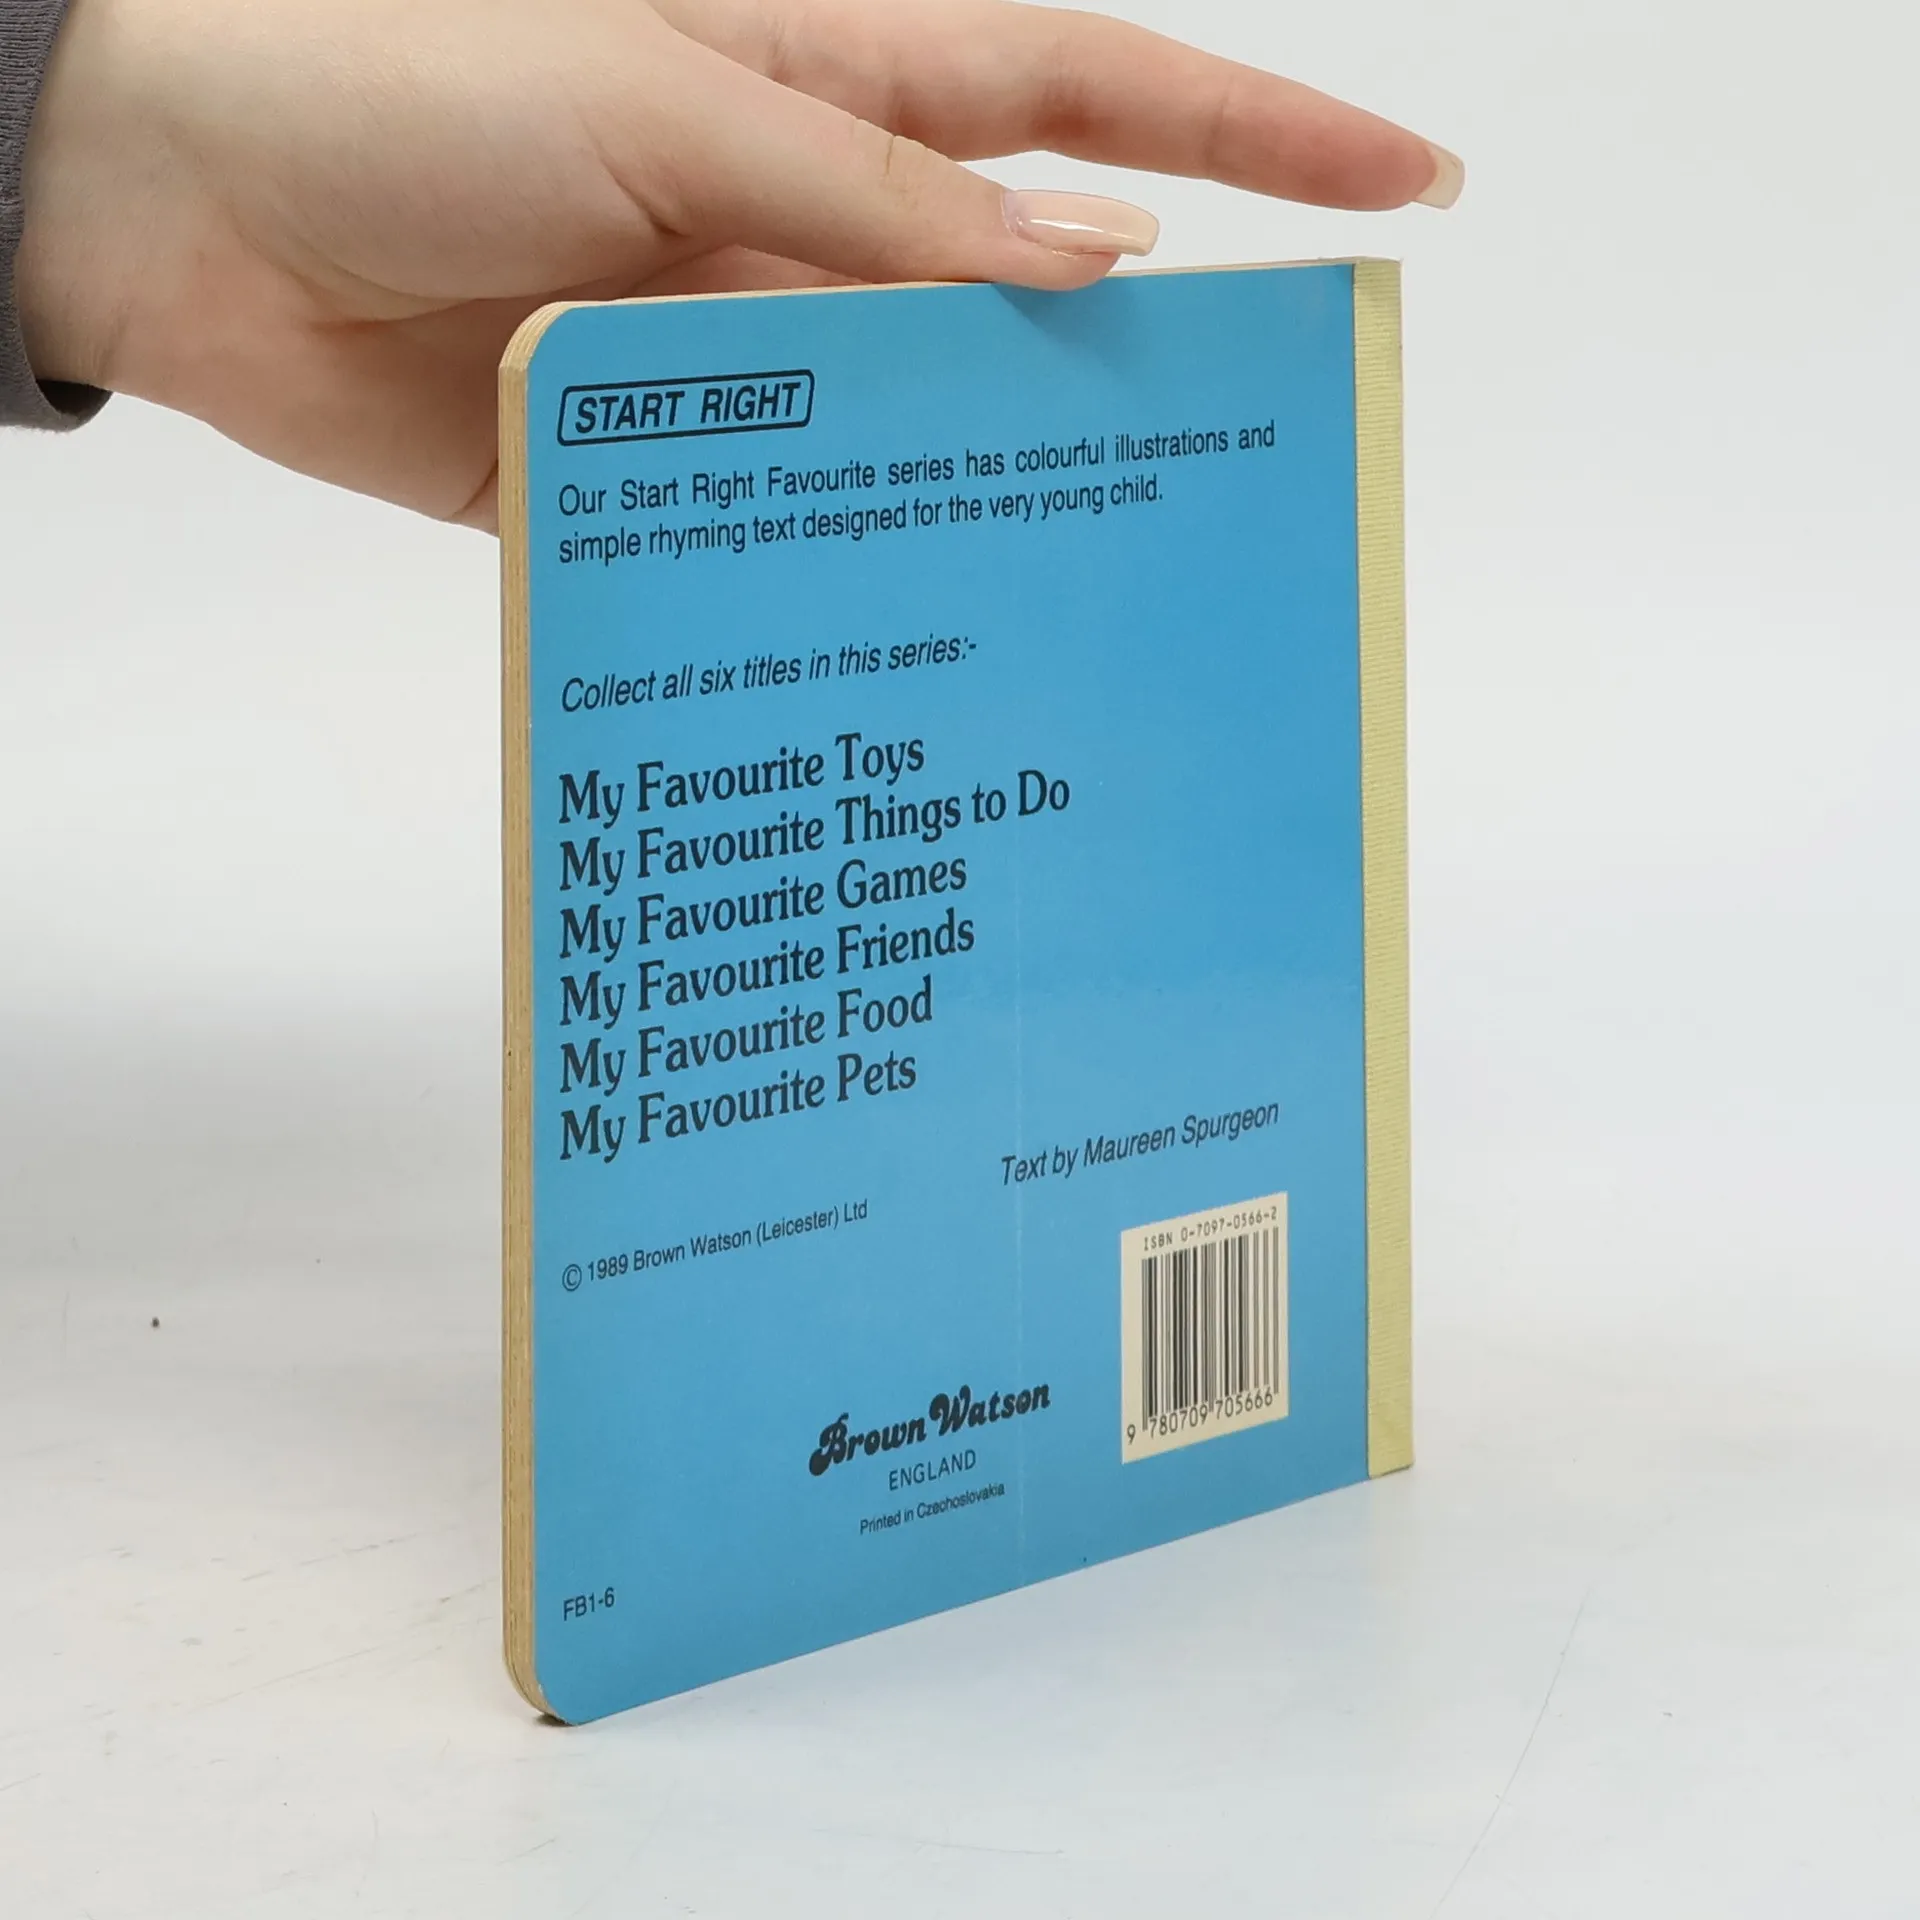 START RIGHT
Our Start Right Favourite series has colourful illustrations and
simple rhyming text designed for the very young child.
Collect all six titles in this series:-
My Favourite Toys
My Favourite Things to Do
My Favourite Games
My Favourite Friends
My Favourite Food
My Favourite Pets
Text by Maureen Spurgeon
© 1989 Brown Watson (Leicester) Ltd
ISBN 0-7097-0566-2
9 780709 705666
Brown Watson
ENGLAND
Printed in Czechoslovakia
FB1-6